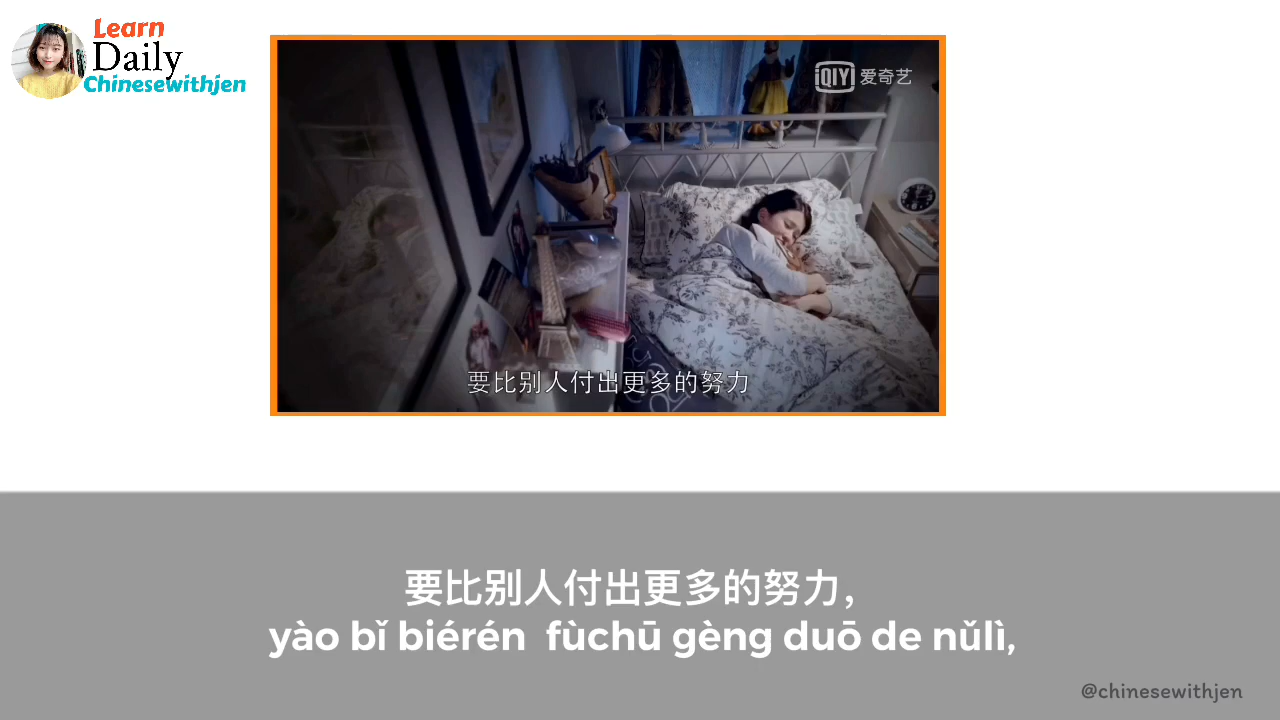 Learn
Daily
Chinesewithjen
iQIY 爱奇艺
要比别人付出更多的努力
要比别人付出更多的努力，
yào bǐ biérén fùchū gèng duō de nǔlì,
@chinesewithjen